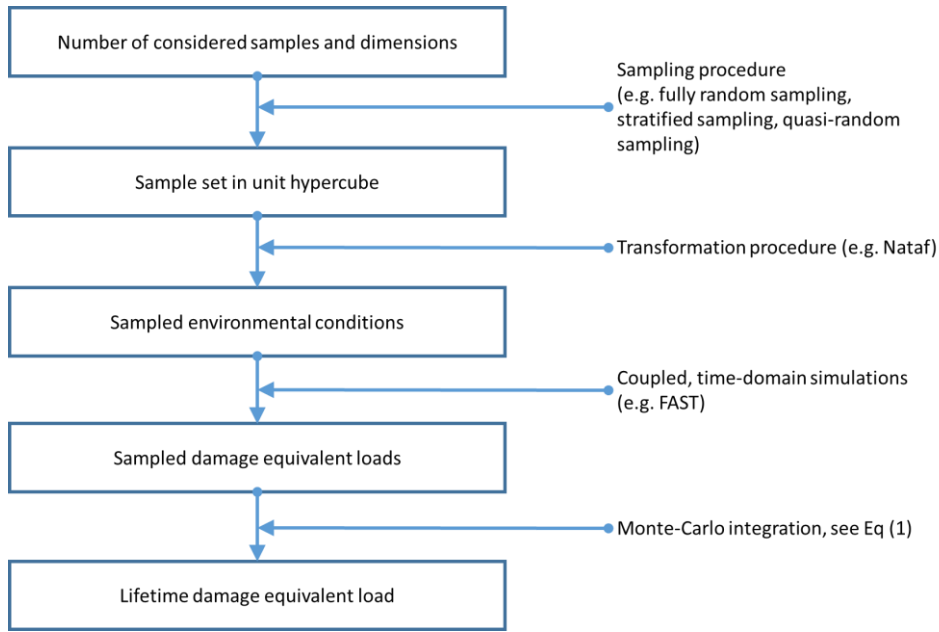 Number of considered samples and dimensions
Sampling procedure
(e.g. fully random sampling,
stratified sampling, quasi-random
sampling)
Sample set in unit hypercube
Transformation procedure (e.g. Nataf)
Sampled environmental conditions
Coupled, time-domain simulations
(e.g. FAST)
Sampled damage equivalent loads
Monte-Carlo integration, see Eq (1)
Lifetime damage equivalent load